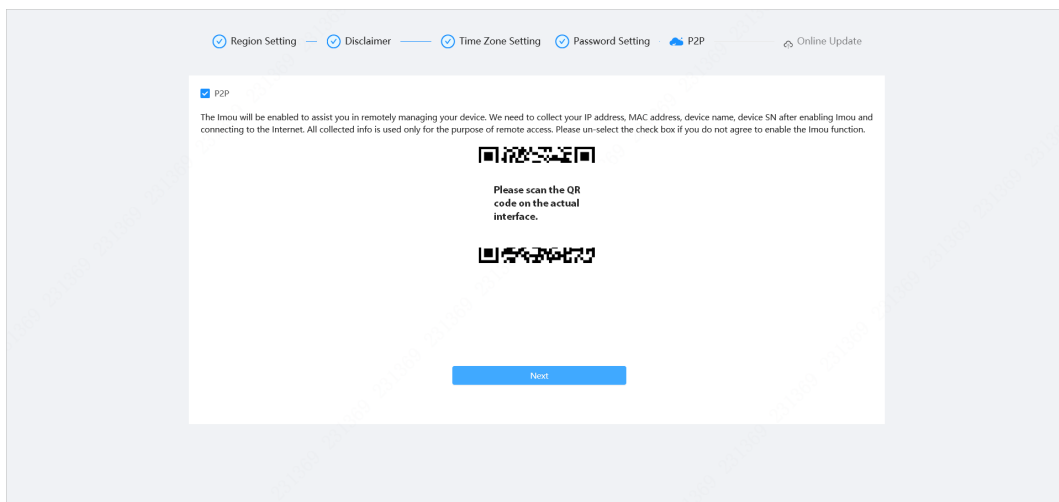 Region Setting Disclaimer Time Zone Setting Password Setting P2P Online Update
P2P
The Imou will be enabled to assist you in remotely managing your device. We need to collect your IP address, MAC address, device name, device SN after enabling Imou and
connecting to the Internet. All collected info is used only for the purpose of remote access. Please un-select the check box if you do not agree to enable the Imou function.
Please scan the QR
code on the actual
interface.
Next